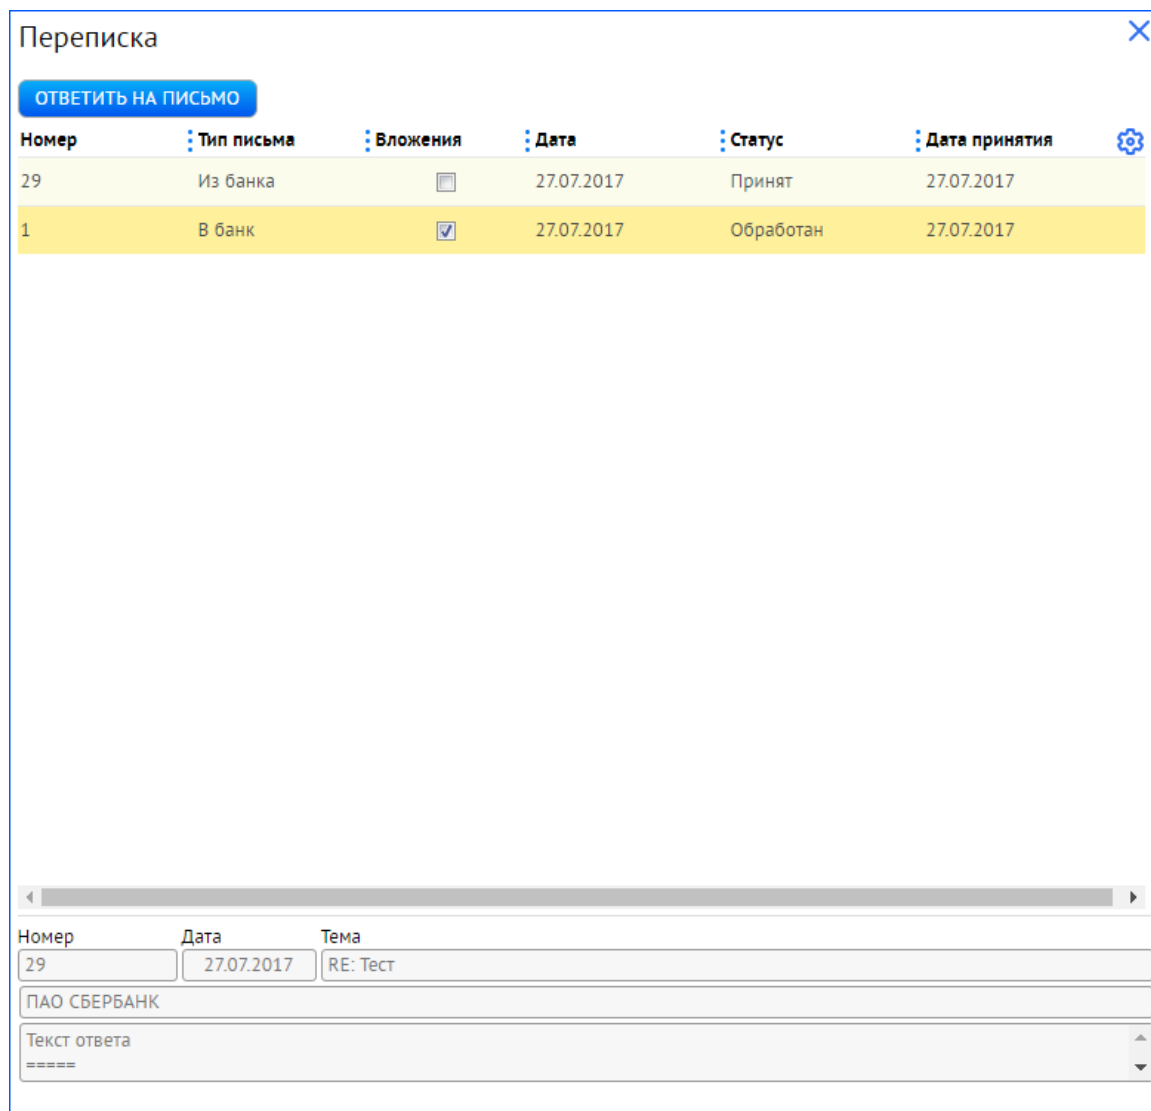 Переписка
ОТВЕТИТЬ НА ПИСЬМО
Номер Тип письма Вложения Дата Статус Дата принятия
29 Из банка 27.07.2017 Принят 27.07.2017
1 В банк 27.07.2017 Обработан 27.07.2017
Номер Дата Тема
29 27.07.2017 RE: Тест
ПАО СБЕРБАНК
Текст ответа
=====